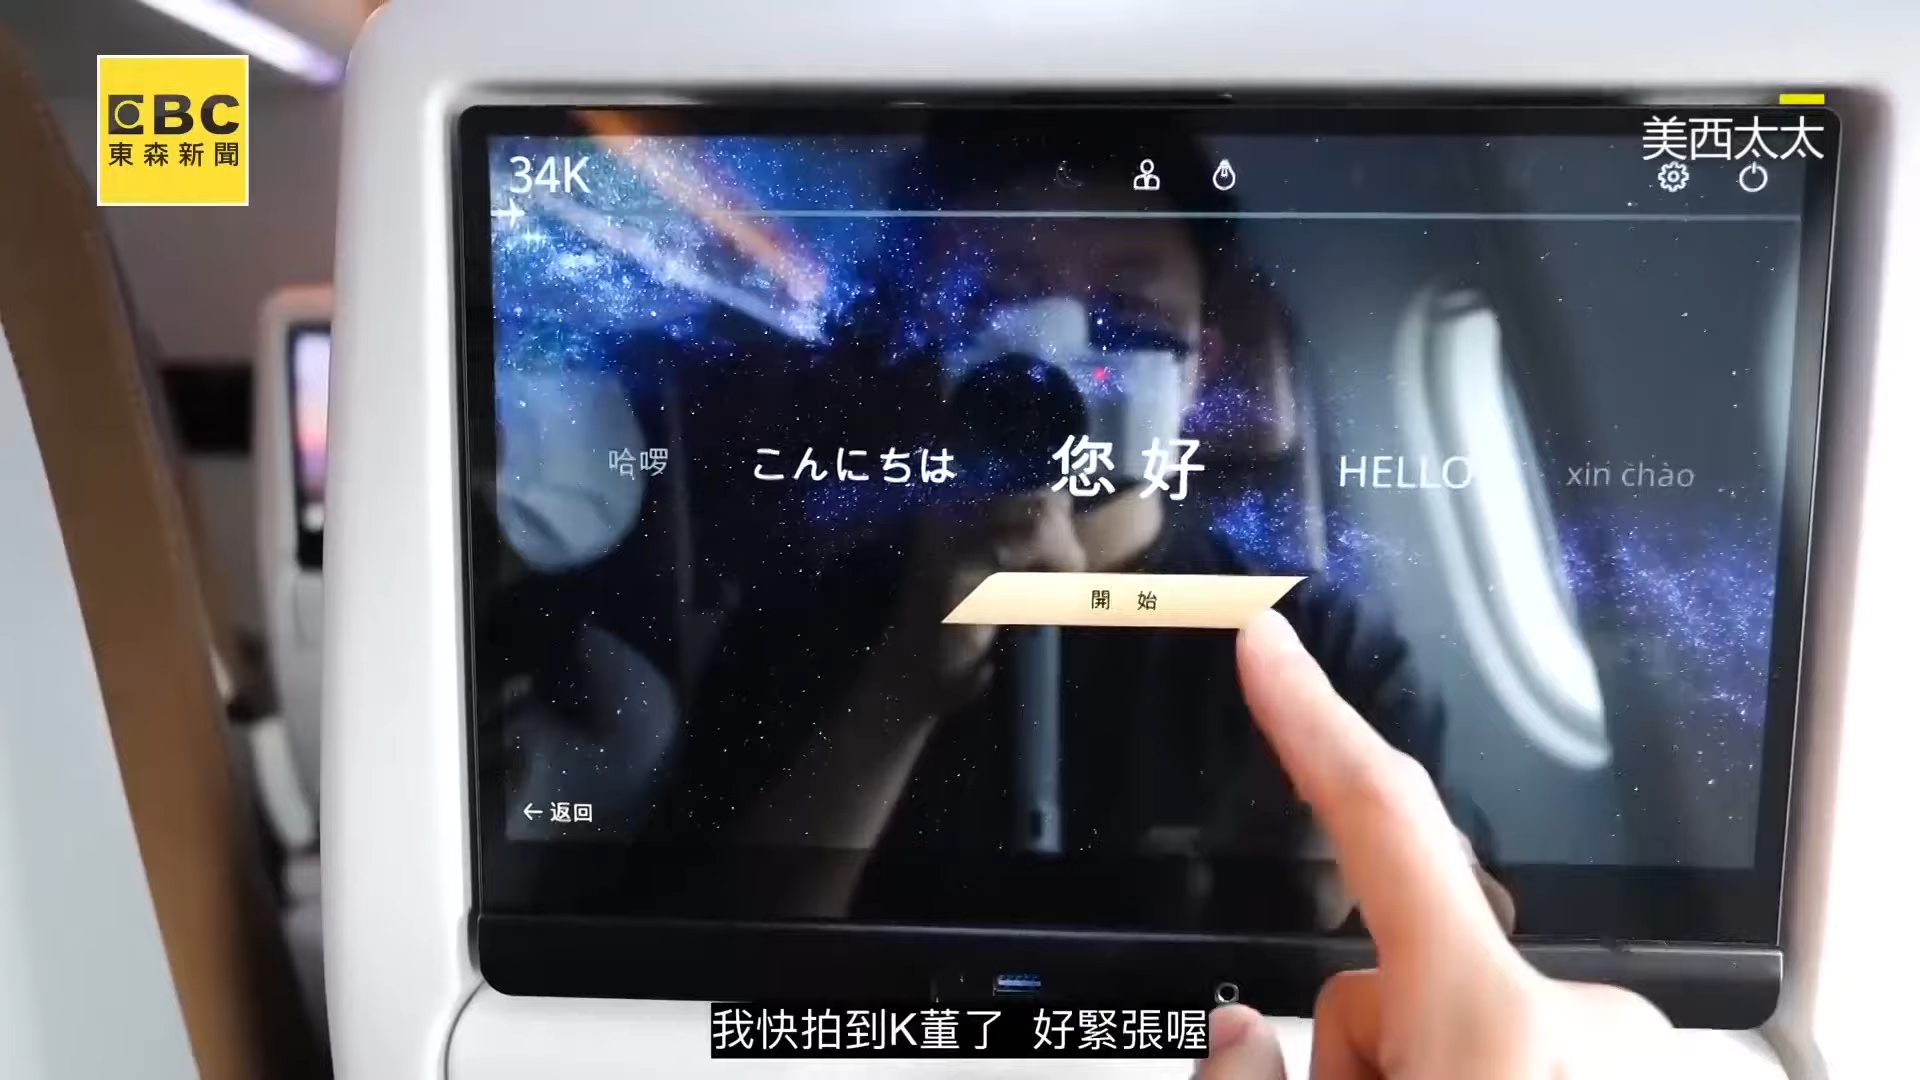 EBC
東森新聞
美西太太
34K
哈啰
こんにちは
您好
HELLO
xin chào
開始
← 返回
我快拍到K董了 好緊張喔